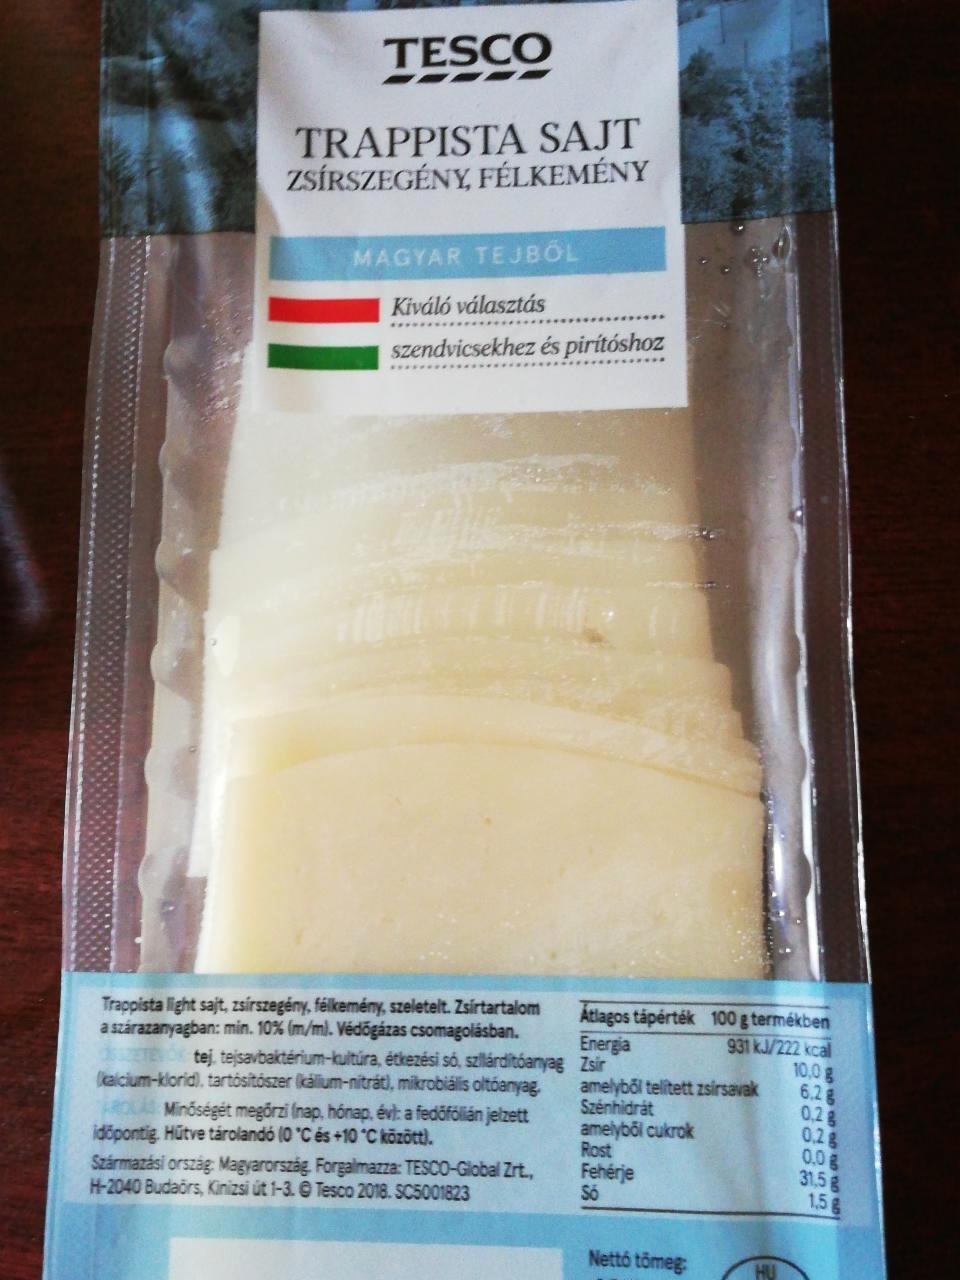 TESCO
TRAPPISTA SAJT
ZSÍRSZEGÉNY, FÉLKEMÉNY
MAGYAR TEJBŐL
Kiváló választás
szendvicsekhez és pirítóshoz
Trappista light sajt, zsírszegény, félkemény, szeletelt. Zsírtartalom
a szárazanyagban: min. 10% (m/m). Védőgázas csomagolásban.
ÖSSZETEVŐK: tej, tejsavbaktérium-kultúra, étkezési só, szilárdítóanyag
(kalcium-klorid), tartósítószer (kálium-nitrát), mikrobiális oltóanyag.
TÁROLÁS: Minőségét megőrzi (nap, hónap, év): a fedőfólián jelzett
időpontig. Hűtve tárolandó (0 °C és +10 °C között).
Származási ország: Magyarország. Forgalmazza: TESCO-Global Zrt.,
H-2040 Budaörs, Kinizsi út 1-3. © Tesco 2018. SC5001823
Átlagos tápérték 100 g termékben
Energia 931 kJ/222 kcal
Zsír 10,0 g
amelyből telített zsírsavak 6,2 g
Szénhidrát 0,2 g
amelyből cukrok 0,2 g
Rost 0,0 g
Fehérje 31,5 g
Só 1,5 g
Nettó tömeg:
HU